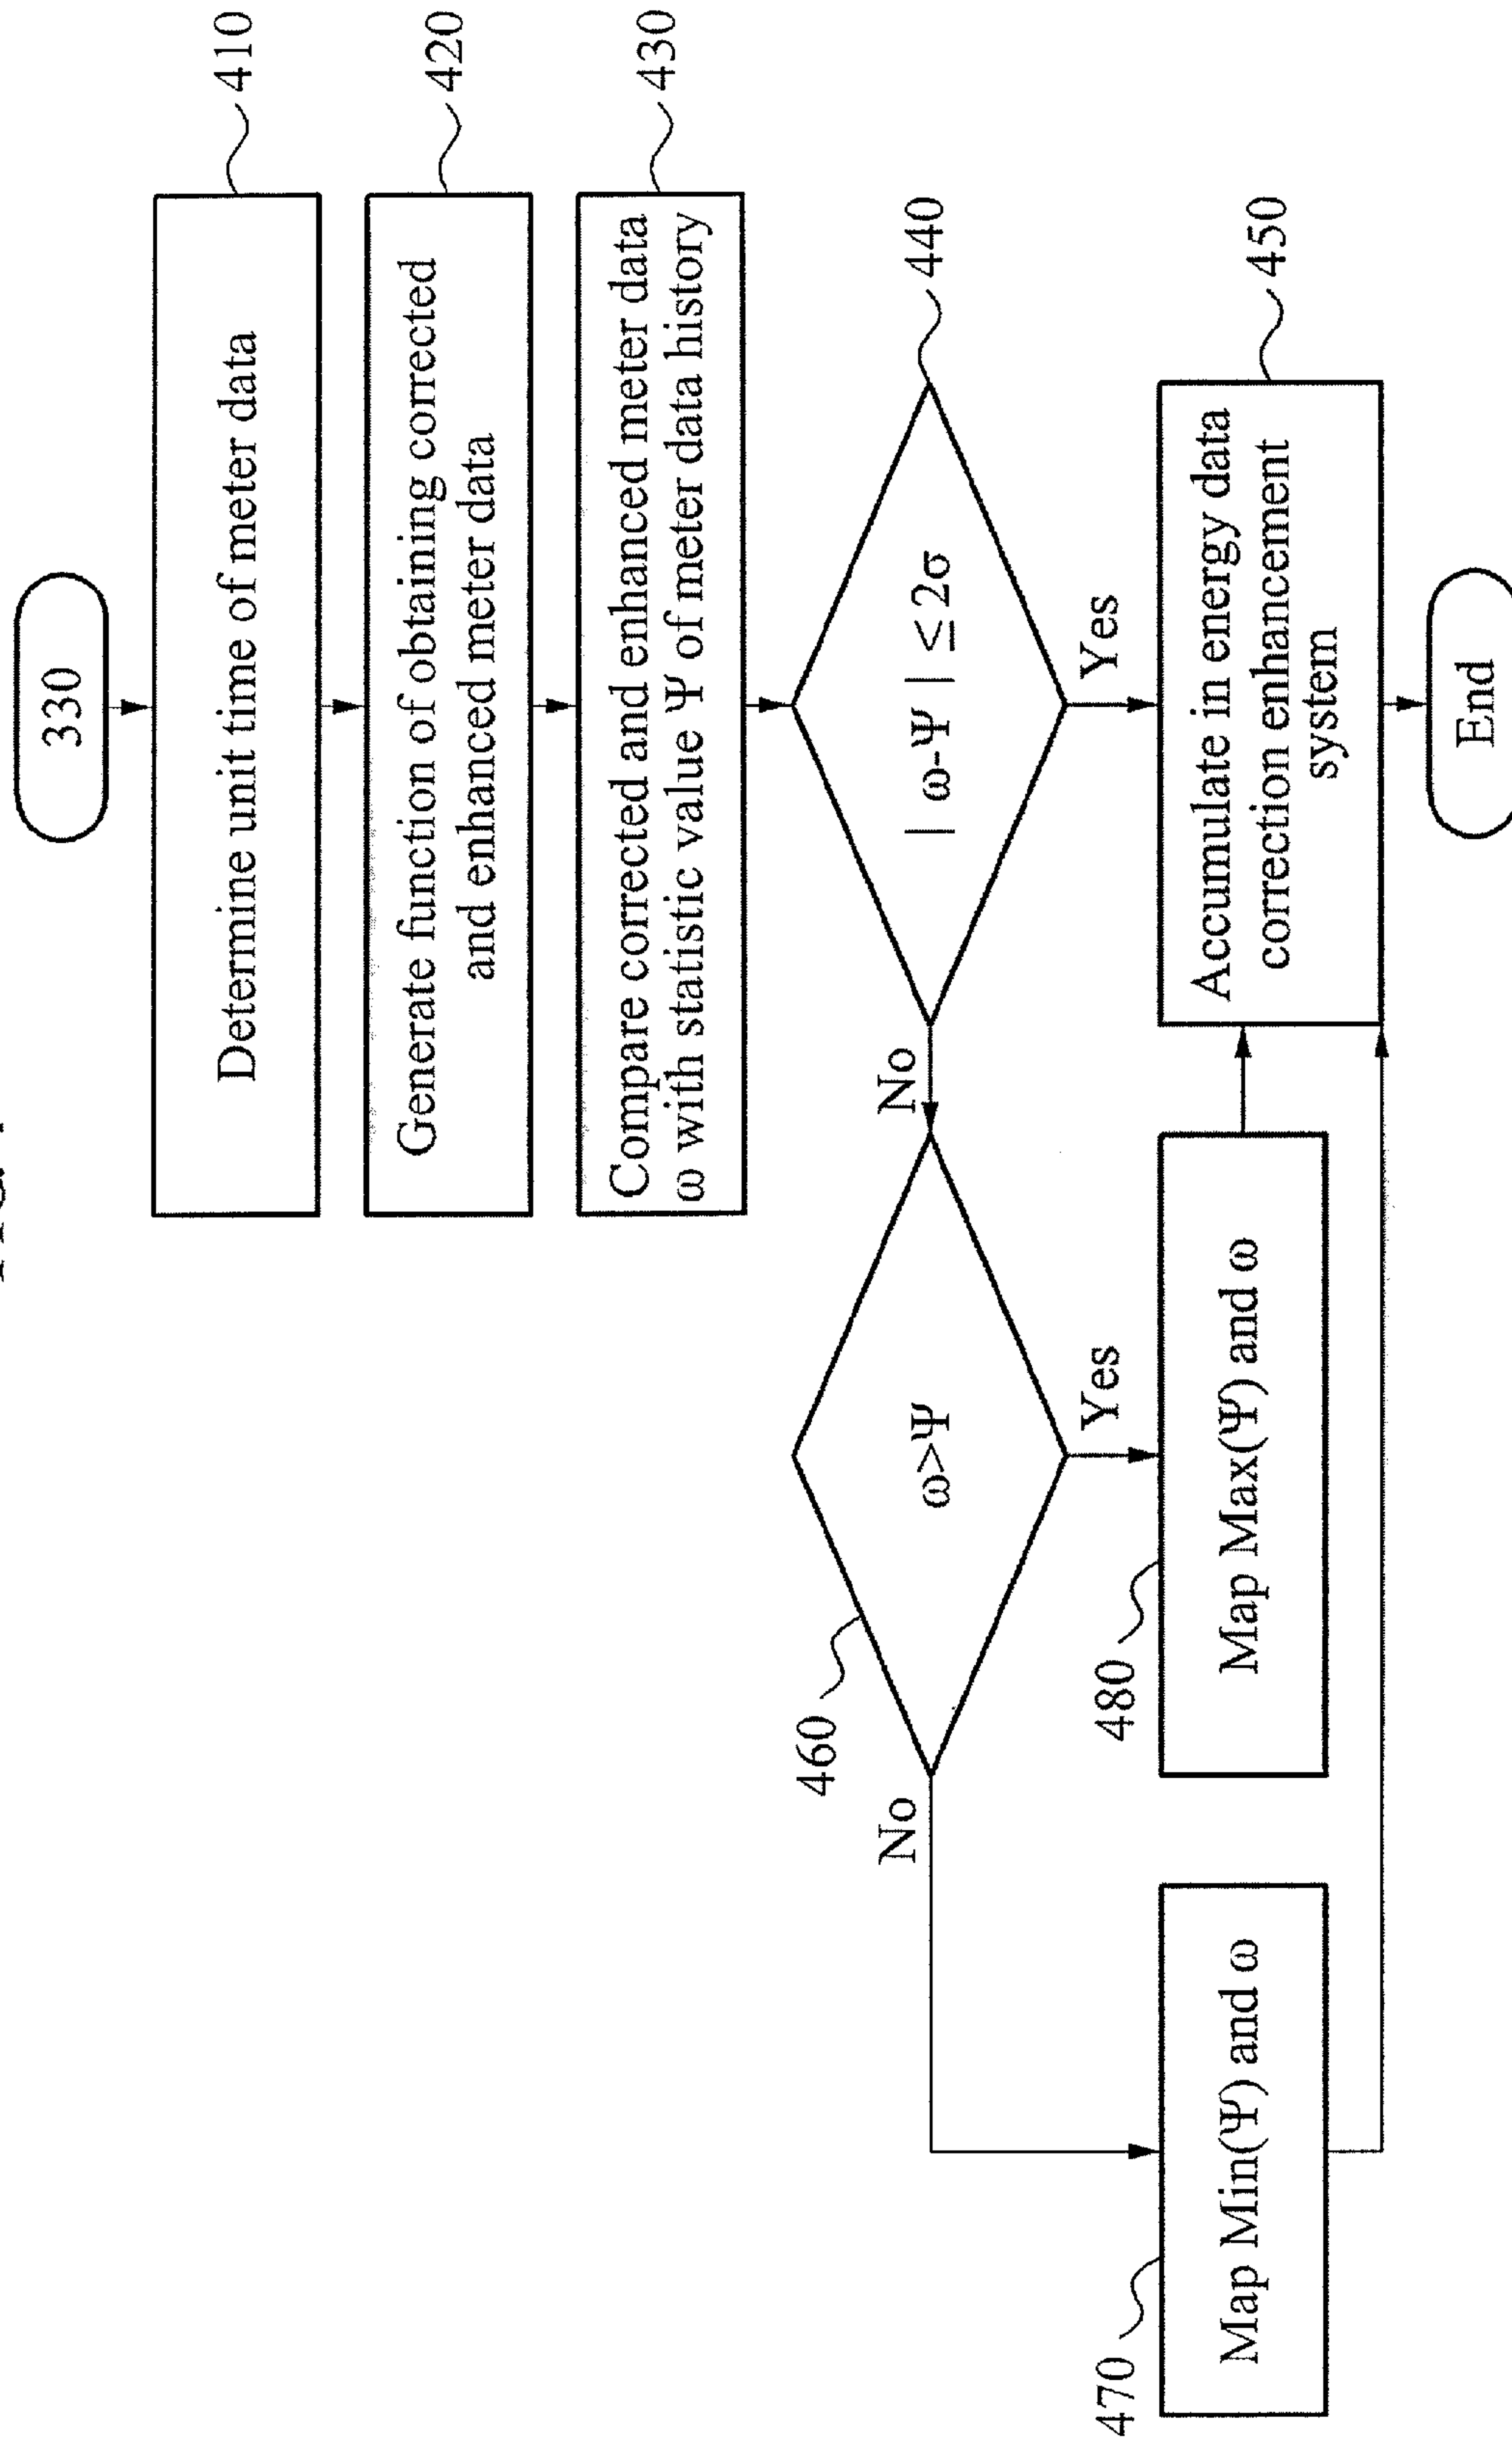 330
Determine unit time of meter data
410
Generate function of obtaining corrected
and enhanced meter data
420
Compare corrected and enhanced meter data
ω with statistic value Ψ of meter data history
430
| ω-Ψ | ≤ 2σ
440
No
Yes
ω>Ψ
460
No
Yes
Map Min(Ψ) and ω
470
Map Max(Ψ) and ω
480
Accumulate in energy data
correction enhancement
system
450
End